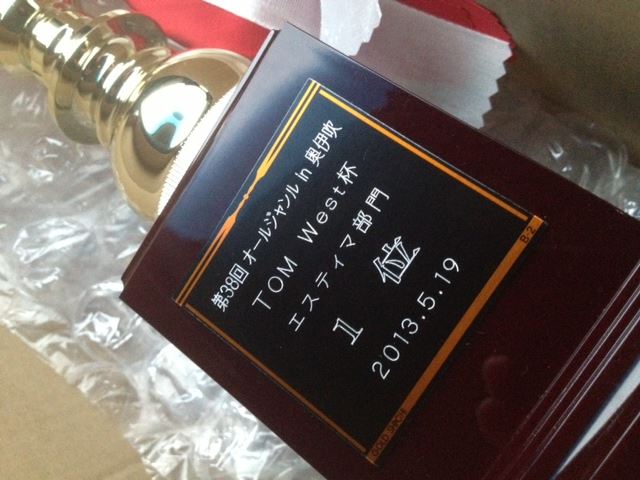 第38回 オールジャンル in 奥伊吹
TOM West杯
エスティマ部門
1 位
2013.5.19
B-2